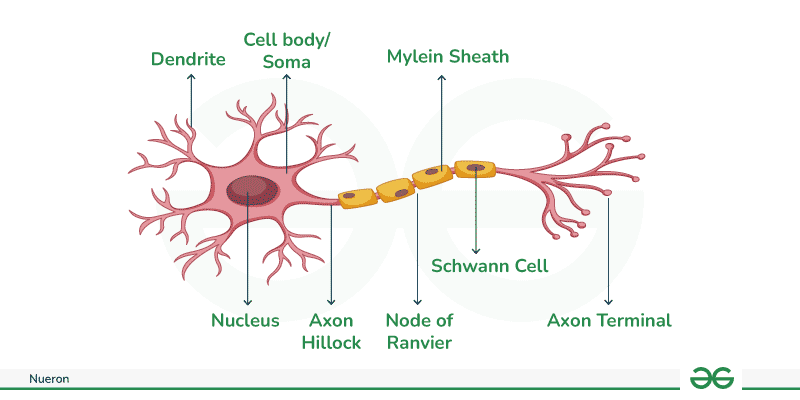 Dendrite
Cell body/
Soma
Mylein Sheath
Schwann Cell
Nucleus
Axon
Hillock
Node of
Ranvier
Axon Terminal
Nueron